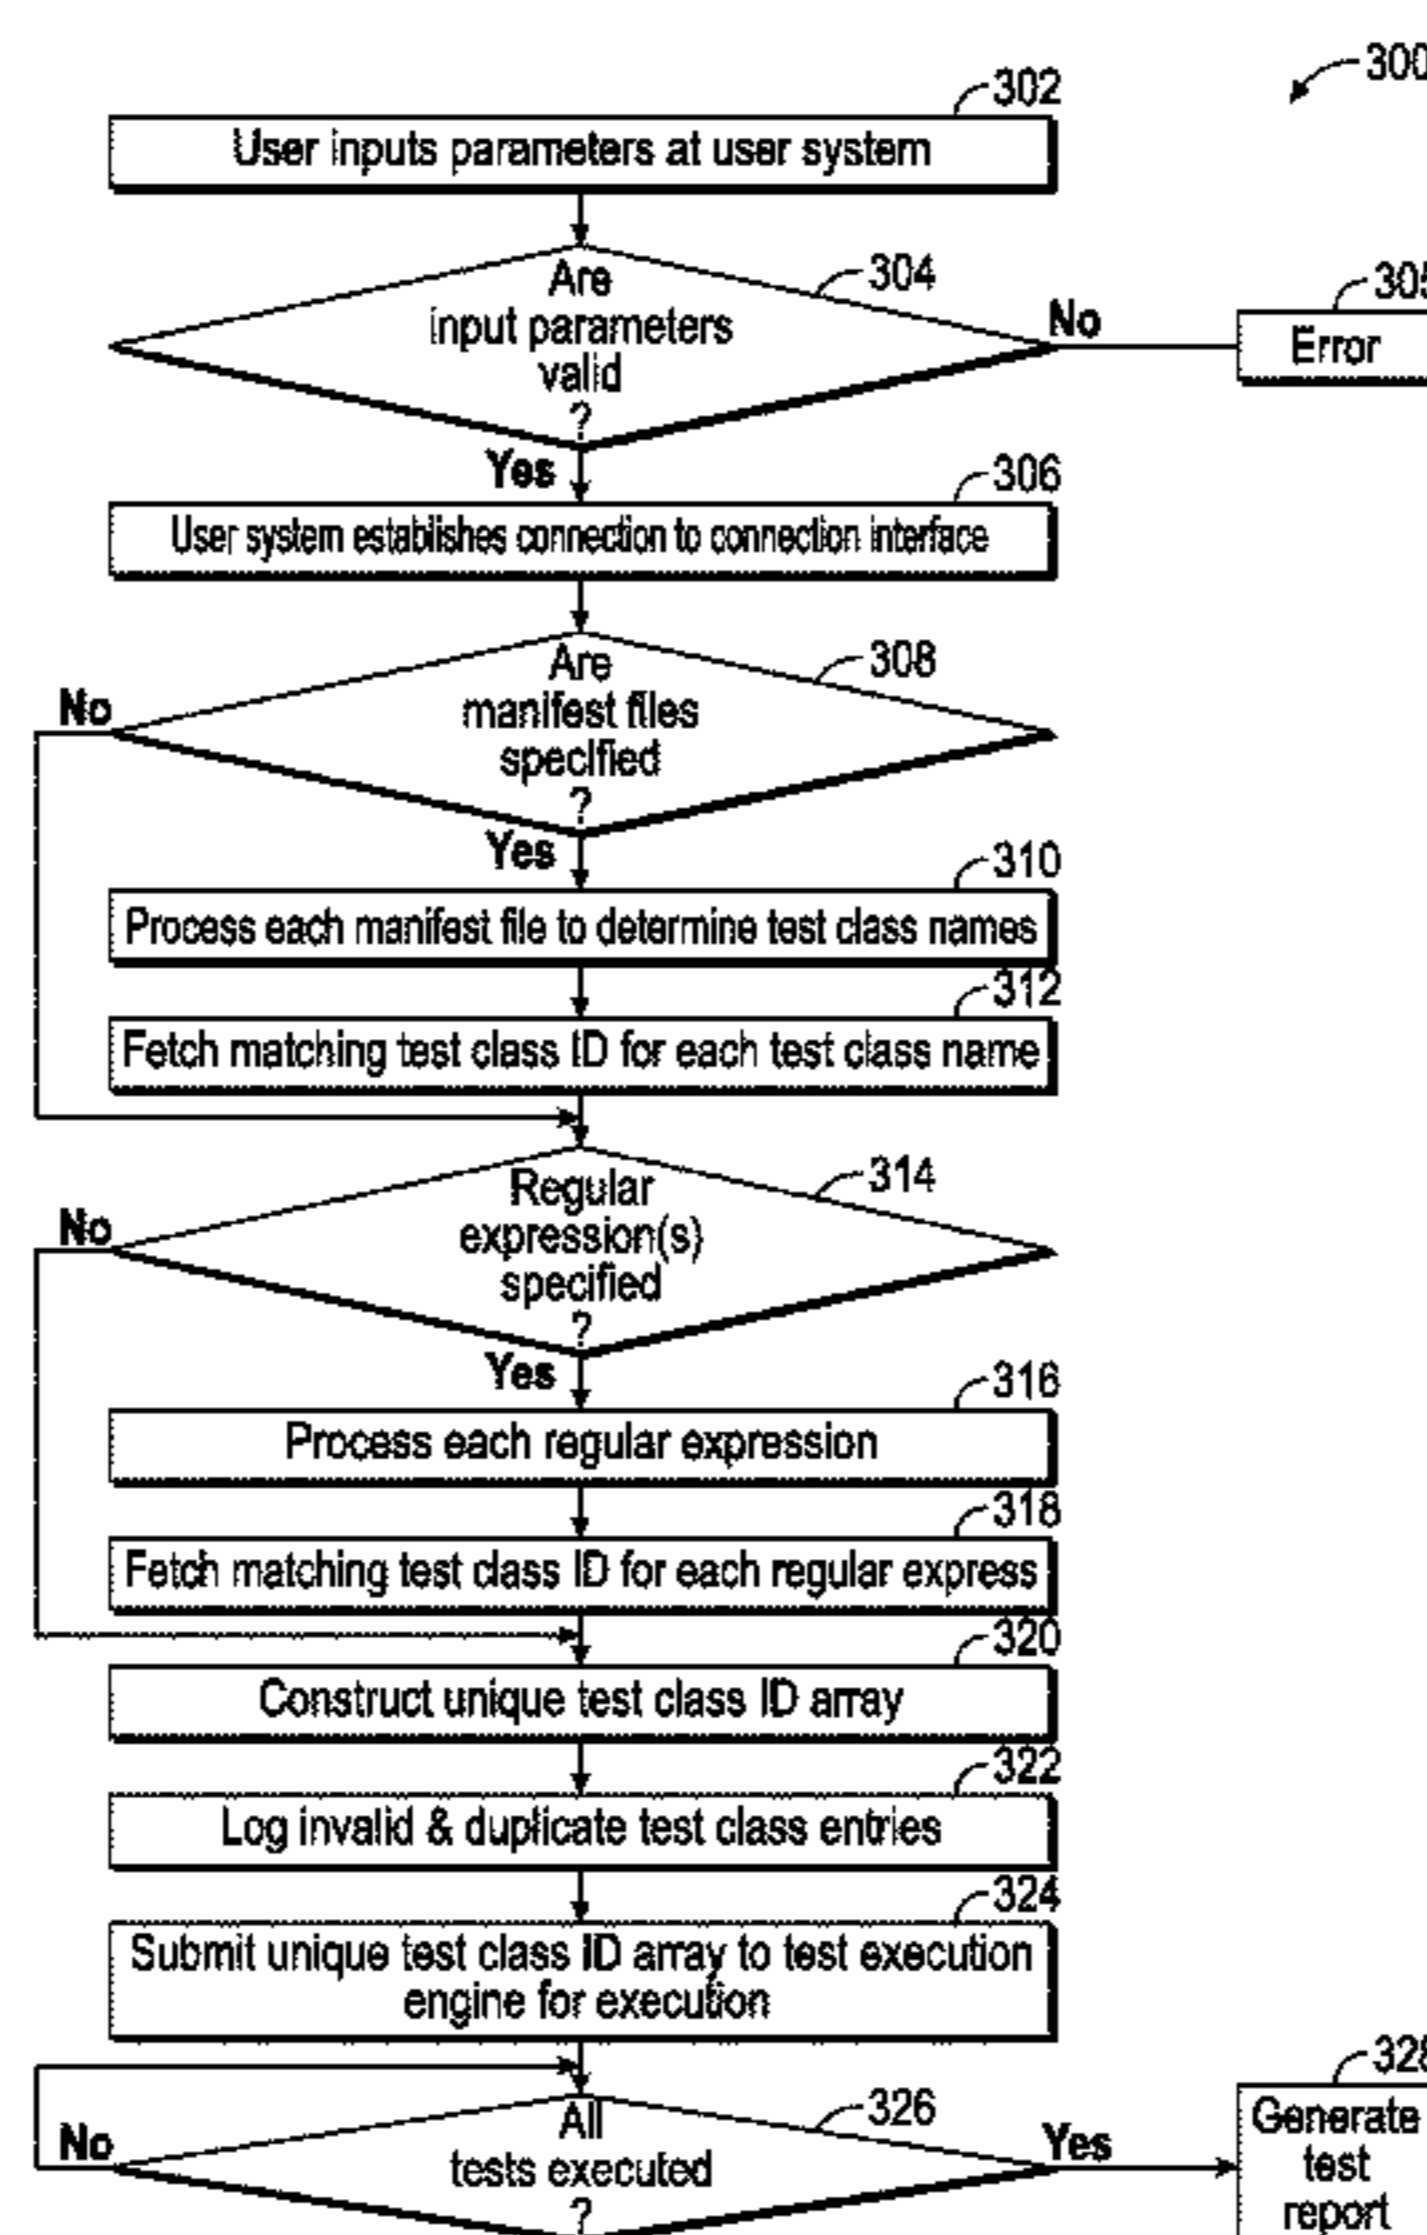 300
302
User inputs parameters at user system
304
Are
input parameters
valid
?
No
305
Error
Yes
306
User system establishes connection to connection interface
308
Are
manifest files
specified
?
No
Yes
310
Process each manifest file to determine test class names
312
Fetch matching test class ID for each test class name
314
Regular
expression(s)
specified
?
No
Yes
316
Process each regular expression
318
Fetch matching test class ID for each regular express
320
Construct unique test class ID array
322
Log invalid & duplicate test class entries
324
Submit unique test class ID array to test execution
engine for execution
326
All
tests executed
?
No
Yes
328
Generate
test
report